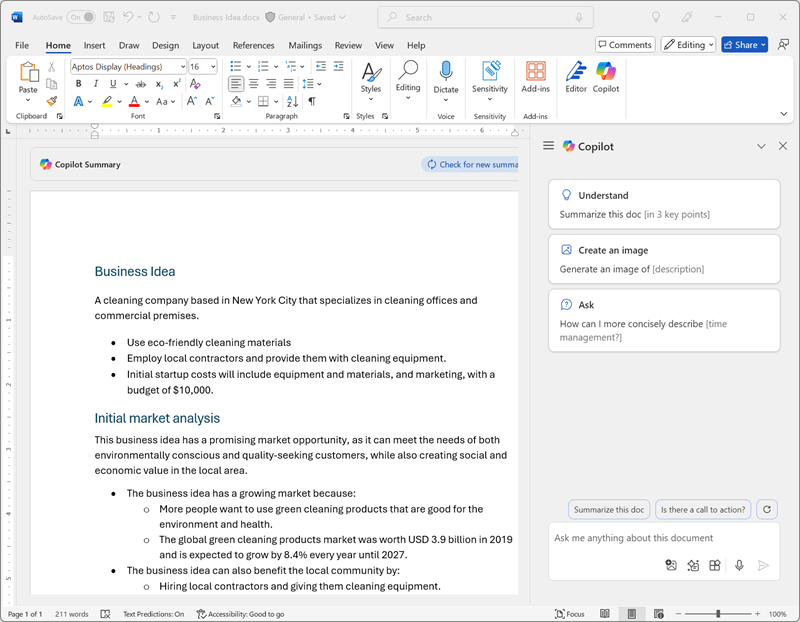 AutoSave Off Business Idea.docx General • Saved Search
File Home Insert Draw Design Layout References Mailings Review View Help Comments Editing Share
Aptos Display (Headings) 16
Paste Styles Editing Dictate Sensitivity Add-ins Editor Copilot
B I U ab x₂ x²
A A Aa A A
Clipboard Font Paragraph Styles Voice Sensitivity Add-ins
1 2 3 4 5 6
Copilot Summary Check for new summa
Business Idea
A cleaning company based in New York City that specializes in cleaning offices and
commercial premises.
• Use eco-friendly cleaning materials
• Employ local contractors and provide them with cleaning equipment.
• Initial startup costs will include equipment and materials, and marketing, with a
budget of $10,000.
Initial market analysis
This business idea has a promising market opportunity, as it can meet the needs of both
environmentally conscious and quality-seeking customers, while also creating social and
economic value in the local area.
• The business idea has a growing market because:
o More people want to use green cleaning products that are good for the
environment and health.
o The global green cleaning products market was worth USD 3.9 billion in 2019
and is expected to grow by 8.4% every year until 2027.
• The business idea can also benefit the local community by:
o Hiring local contractors and giving them cleaning equipment.
Copilot
Understand
Summarize this doc [in 3 key points]
Create an image
Generate an image of [description]
Ask
How can I more concisely describe [time
management?]
Summarize this doc Is there a call to action?
Ask me anything about this document
Page 1 of 1 211 words Text Predictions: On Accessibility: Good to go Focus 100%